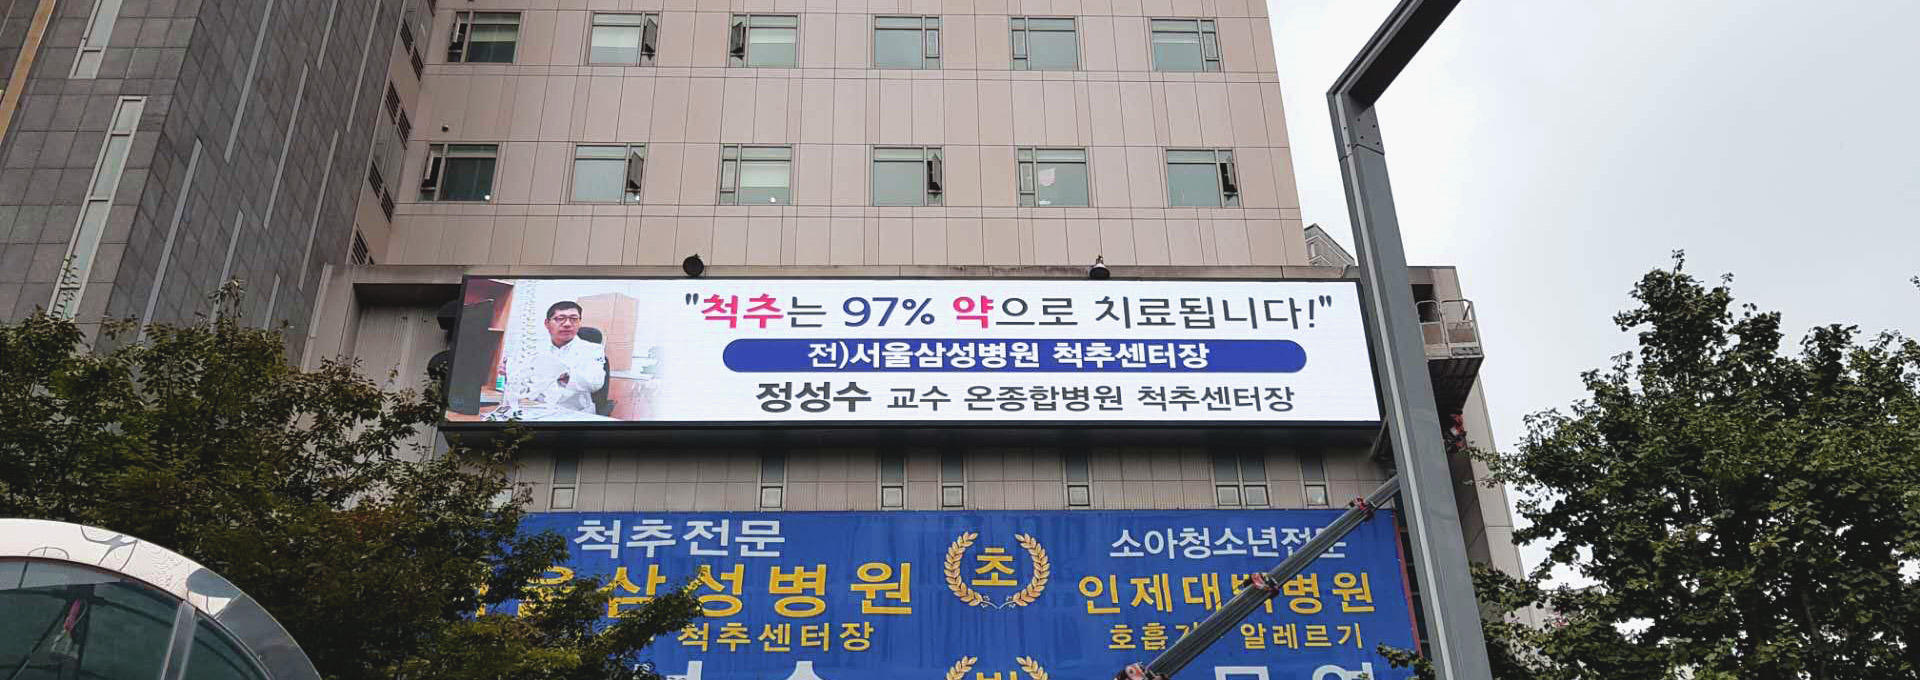 "척추는 97% 약으로 치료됩니다!"
전)서울삼성병원 척추센터장
정성수 교수 온종합병원 척추센터장
척추전문
삼성병원
척추센터장
초
소아청소년전문
인제대백병원
알레르기